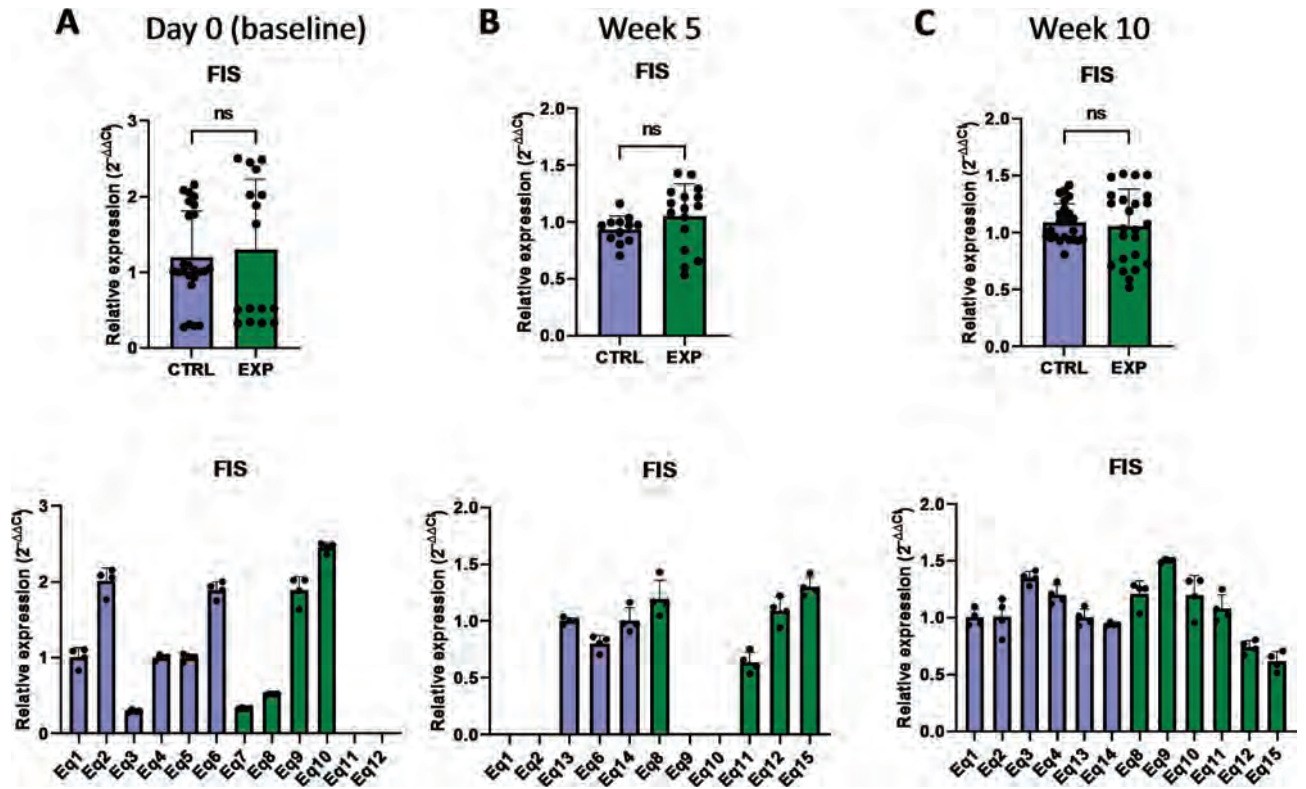 A Day 0 (baseline)
FIS
ns
Relative expression (2^-ΔΔCt)
3
2
1
0
CTRL EXP
B Week 5
FIS
ns
Relative expression (2^-ΔΔCt)
2.0
1.5
1.0
0.5
0.0
CTRL EXP
C Week 10
FIS
ns
Relative expression (2^-ΔΔCt)
2.0
1.5
1.0
0.5
0.0
CTRL EXP
FIS
Relative expression (2^-ΔΔCt)
3
2
1
0
Eq1 Eq2 Eq3 Eq4 Eq5 Eq6 Eq7 Eq8 Eq9 Eq10 Eq11 Eq12
FIS
Relative expression (2^-ΔΔCt)
2.0
1.5
1.0
0.5
0.0
Eq1 Eq2 Eq13 Eq6 Eq14 Eq8 Eq9 Eq10 Eq11 Eq12 Eq15
FIS
Relative expression (2^-ΔΔCt)
2.0
1.5
1.0
0.5
0.0
Eq1 Eq2 Eq3 Eq4 Eq13 Eq14 Eq8 Eq9 Eq10 Eq11 Eq12 Eq15